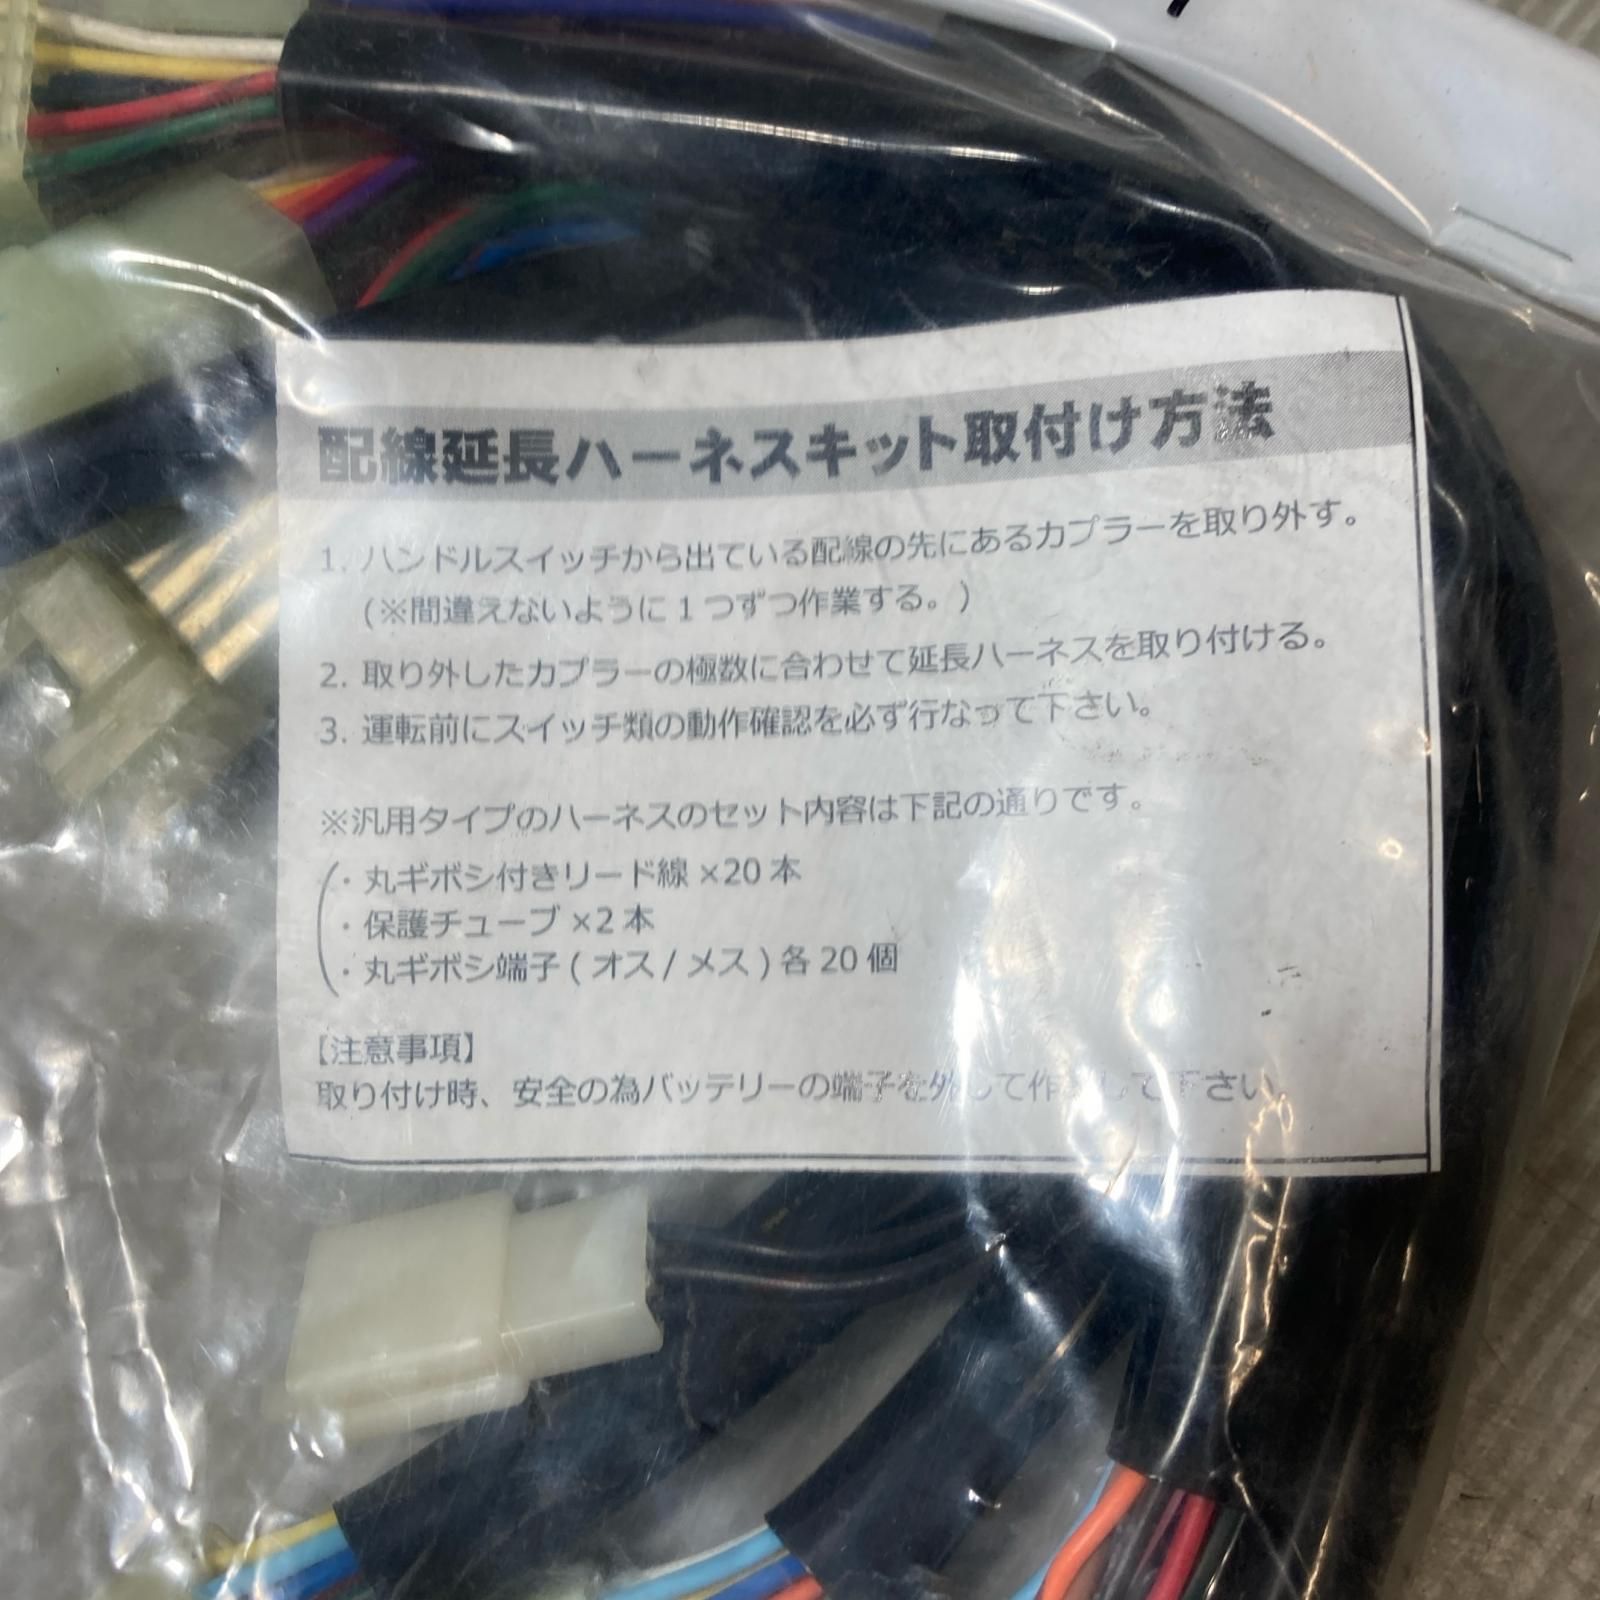 配線延長ハーネスキット取付け方法
1. ハンドルスイッチから出ている配線の先にあるカプラーを取り外す。
(※間違えないように1つずつ作業する。)
2. 取り外したカプラーの極数に合わせて延長ハーネスを取り付ける。
3. 運転前にスイッチ類の動作確認を必ず行なって下さい。
※汎用タイプのハーネスのセット内容は下記の通りです。
・丸ギボシ付きリード線×20本
・保護チューブ×2本
・丸ギボシ端子(オス/メス)各20個
【注意事項】
取り付け時、安全の為バッテリーの端子を外して作業して下さい。